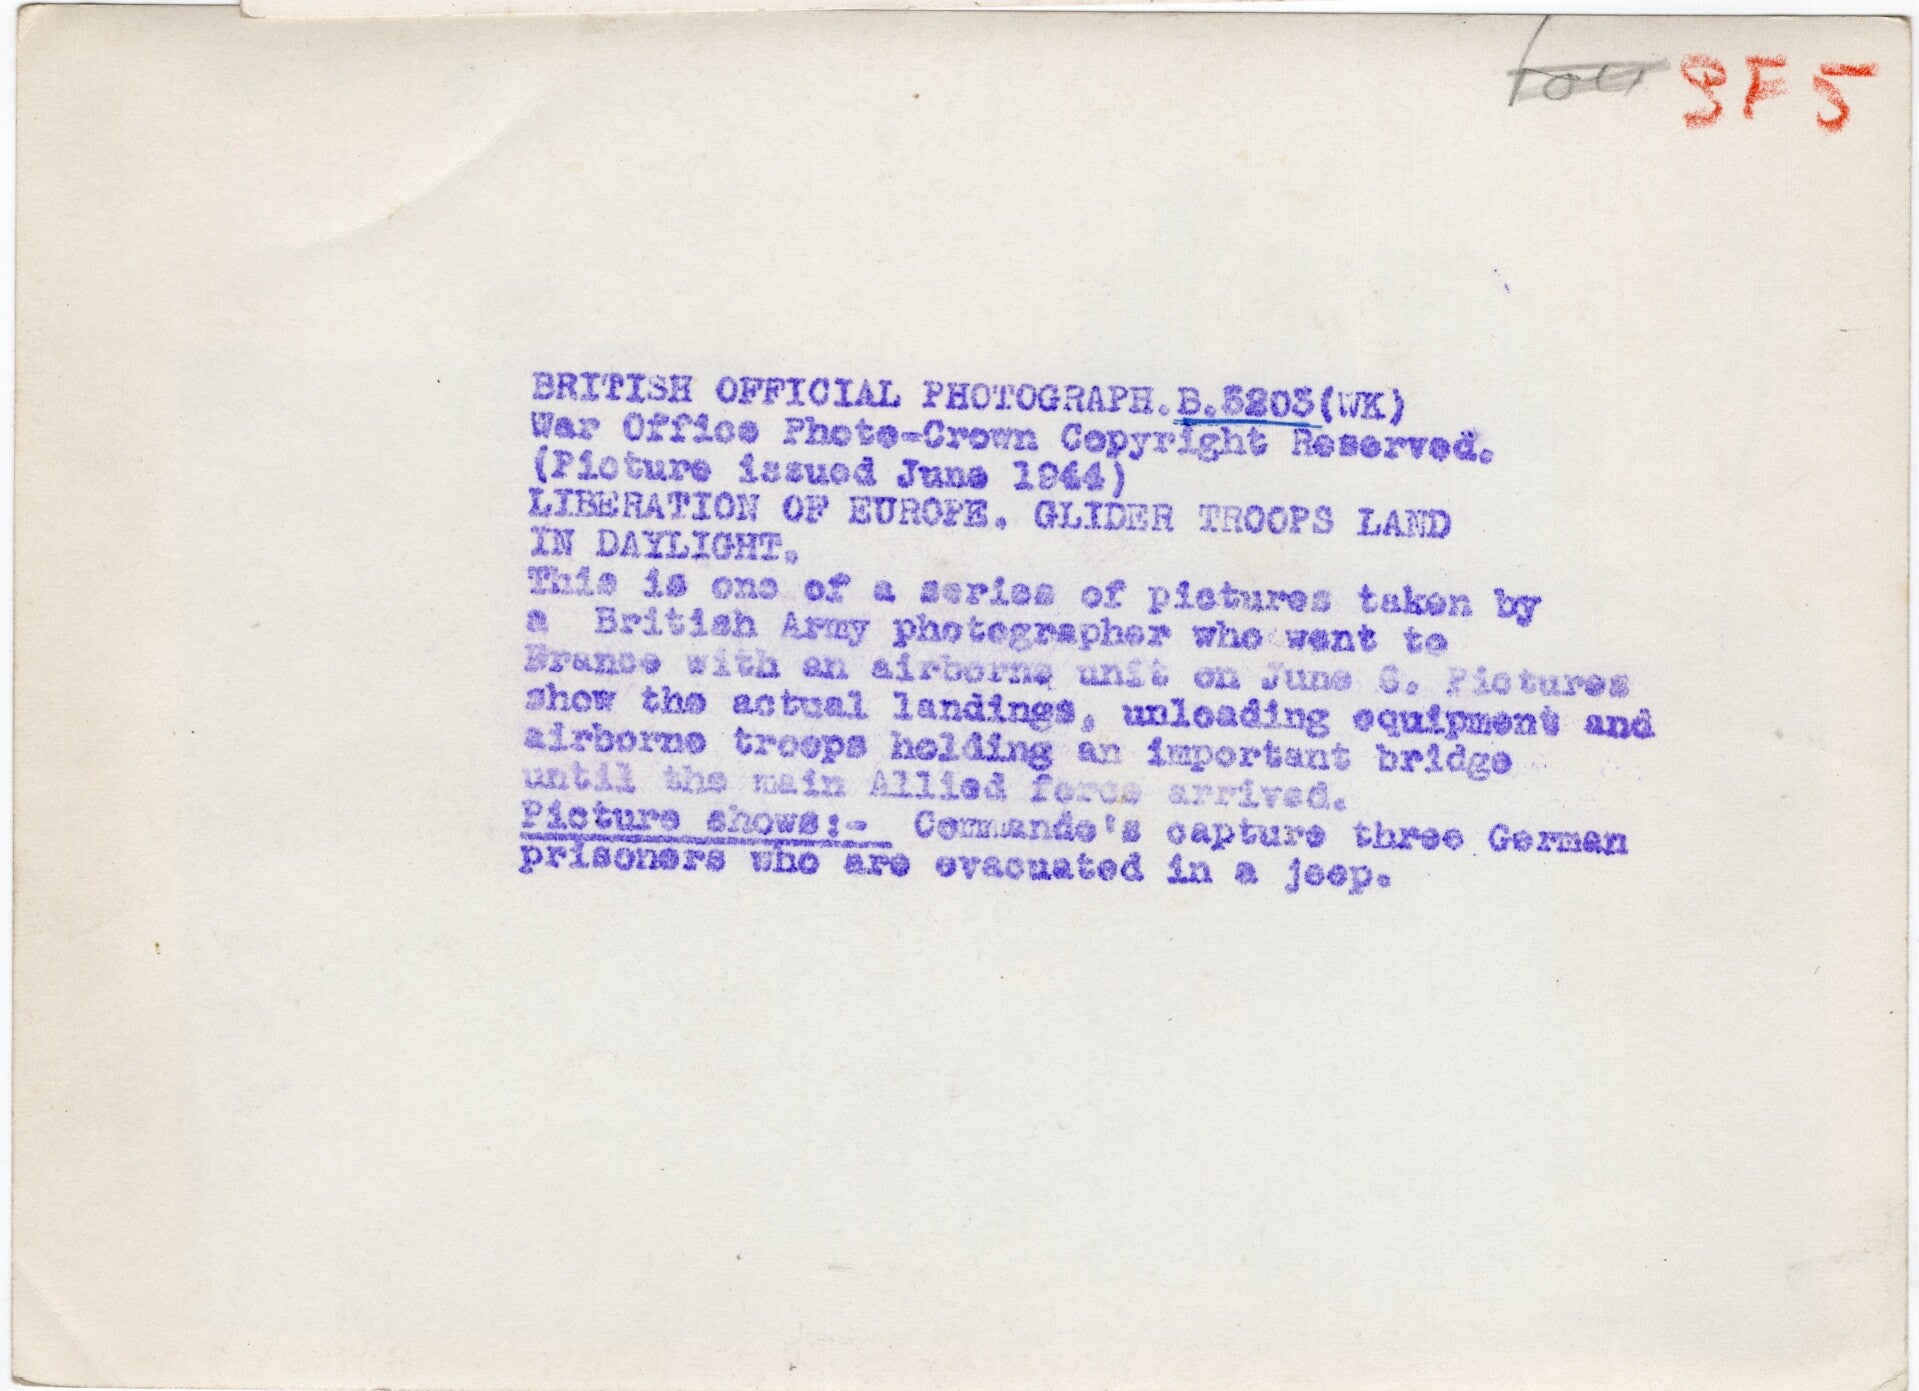 SF5
BRITISH OFFICIAL PHOTOGRAPH.B.5203(WK)
War Office Photo-Crown Copyright Reserved.
(Picture issued June 1944)
LIBERATION OF EUROPE. GLIDER TROOPS LAND
IN DAYLIGHT.
This is one of a series of pictures taken by
a British Army photographer who went to
France with an airborne unit on June 6. Pictures
show the actual landings, unloading equipment and
airborne troops holding an important bridge
until the main Allied force arrived.
Picture shows:- Commando's capture three German
prisoners who are evacuated in a jeep.